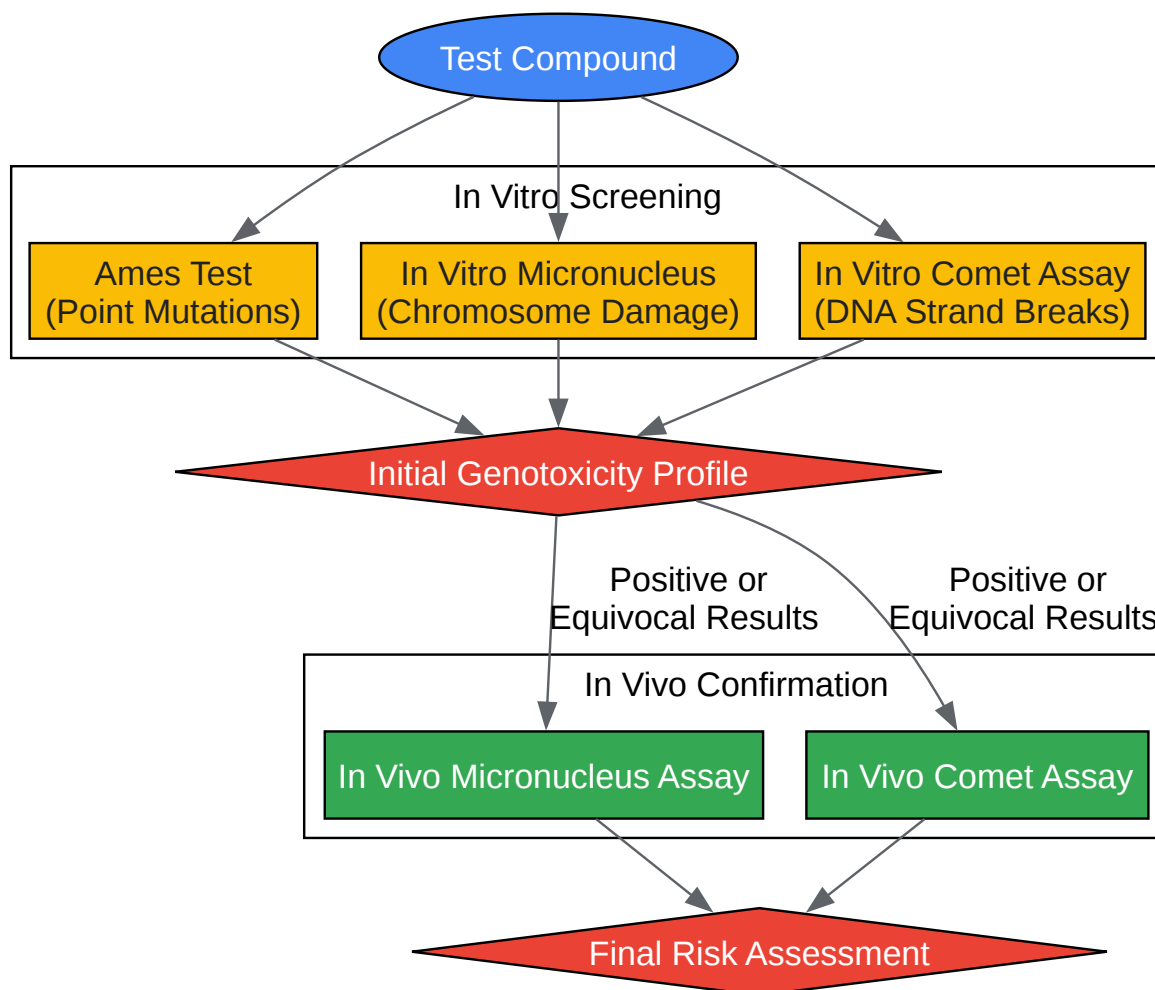 Test Compound
In Vitro Screening
Ames Test
(Point Mutations)
In Vitro Micronucleus
(Chromosome Damage)
In Vitro Comet Assay
(DNA Strand Breaks)
Initial Genotoxicity Profile
Positive or
Equivocal Results
Positive or
Equivocal Results
In Vivo Confirmation
In Vivo Micronucleus Assay
In Vivo Comet Assay
Final Risk Assessment